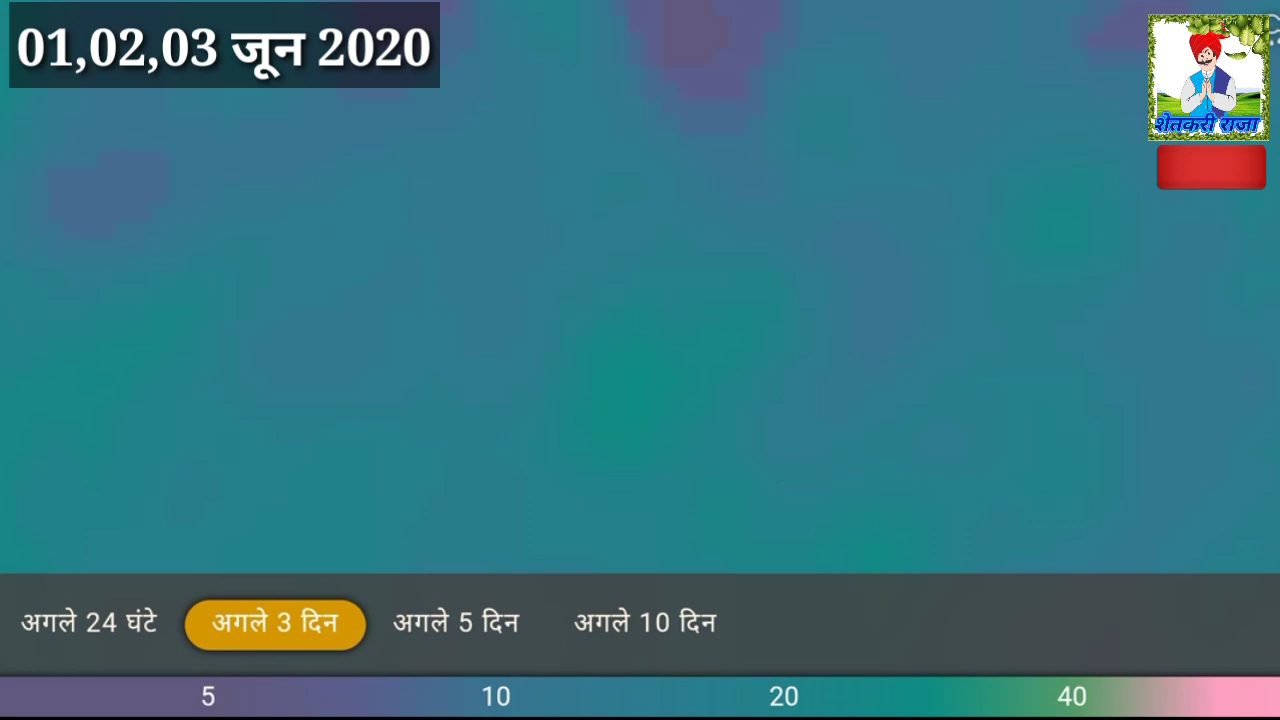 01,02,03 जून 2020
शेतकरी राजा
अगले 24 घंटे अगले 3 दिन अगले 5 दिन अगले 10 दिन
5 10 20 40